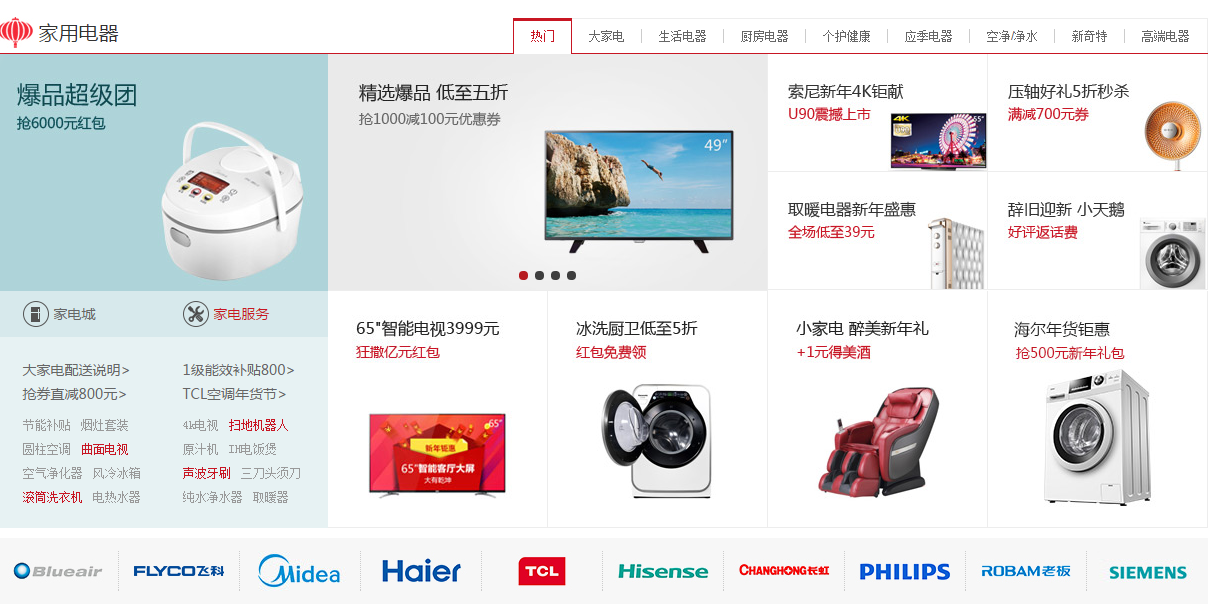 家用电器
热门 大家电 生活电器 厨房电器 个护健康 应季电器 空净/净水 新奇特 高端电器
爆品超级团
抢6000元红包
精选爆品 低至五折
抢1000减100元优惠券
49"
索尼新年4K钜献
U90震撼上市
4K
55"
压轴好礼5折秒杀
满减700元券
取暖电器新年盛惠
全场低至39元
辞旧迎新 小天鹅
好评返话费
家电城 家电服务
大家电配送说明> 1级能效补贴800>
抢券直减800元> TCL空调年货节>
节能补贴 烟灶套装 4k电视 扫地机器人
圆柱空调 曲面电视 原汁机 IH电饭煲
空气净化器 风冷冰箱 声波牙刷 三刀头须刀
滚筒洗衣机 电热水器 纯水净水器 取暖器
65"智能电视3999元
狂撒亿元红包
65"
新年钜惠
65"智能客厅大屏
大有乾坤
冰洗厨卫低至5折
红包免费领
小家电 醉美新年礼
+1元得美酒
海尔年货钜惠
抢500元新年礼包
Blueair FLYCO飞科 Midea Haier TCL Hisense CHANGHONG长虹 PHILIPS ROBAM老板 SIEMENS